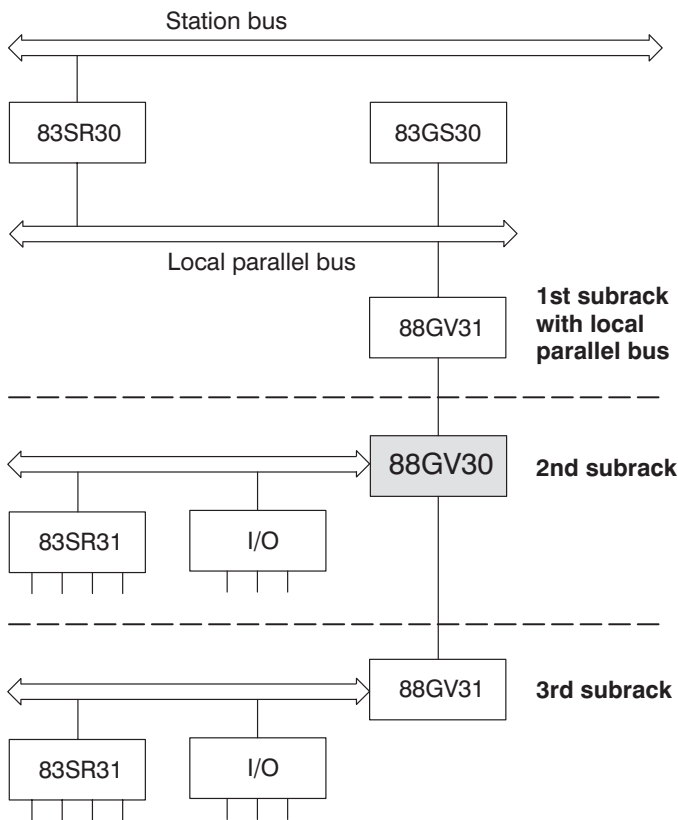 Station bus
83SR30
83GS30
Local parallel bus
88GV31
1st subrack
with local
parallel bus
88GV30
2nd subrack
83SR31
I/O
88GV31
3rd subrack
83SR31
I/O